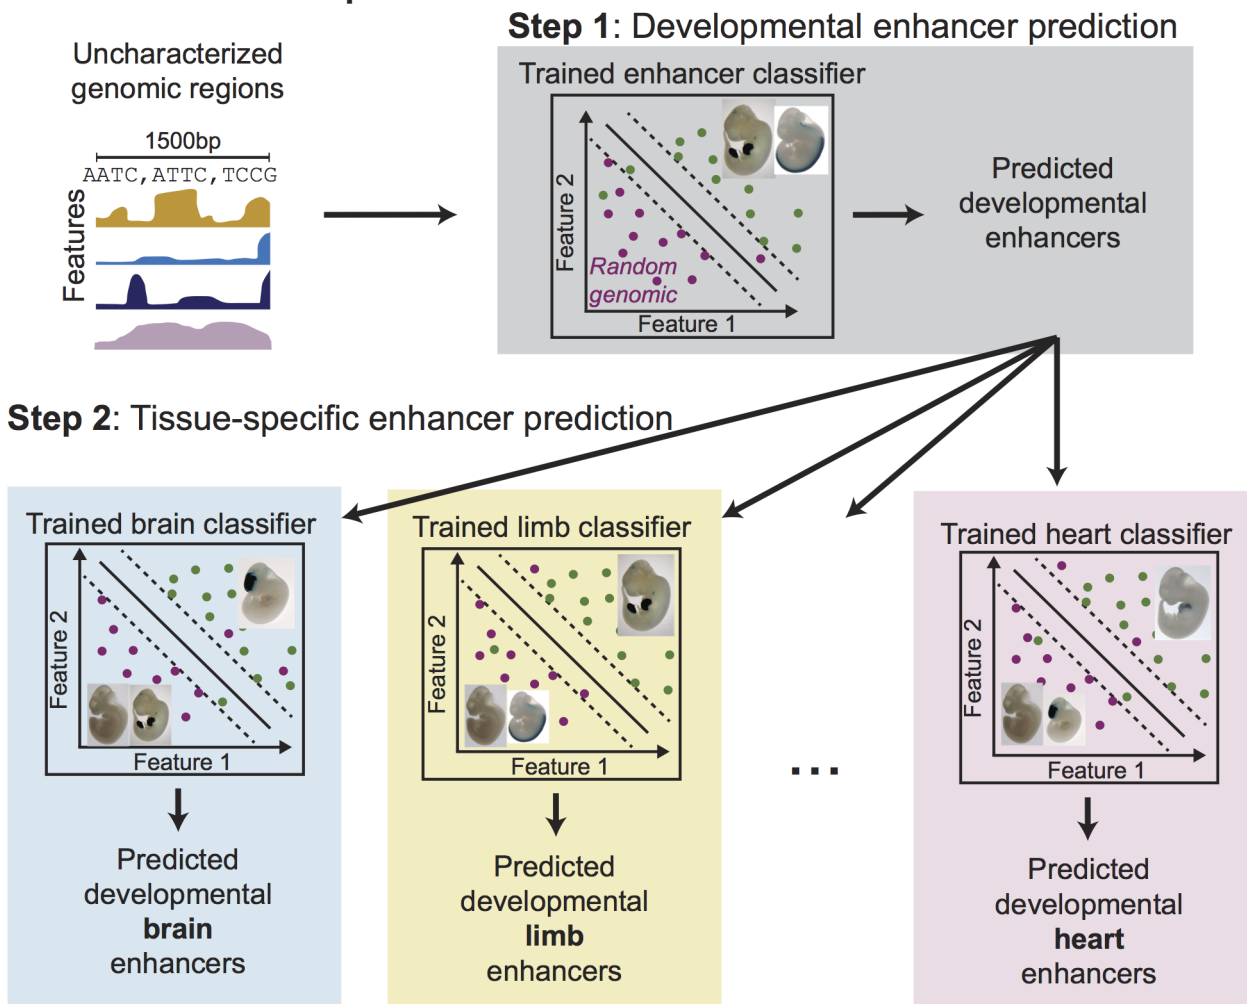 Step 1: Developmental enhancer prediction
Uncharacterized
genomic regions
1500bp
AATC,ATTC,TCCG
Features
Trained enhancer classifier
Feature 2
Random
genomic
Feature 1
Predicted
developmental
enhancers
Step 2: Tissue-specific enhancer prediction
Trained brain classifier
Feature 2
Feature 1
Predicted
developmental
brain
enhancers
Trained limb classifier
Feature 2
Feature 1
Predicted
developmental
limb
enhancers
...
Trained heart classifier
Feature 2
Feature 1
Predicted
developmental
heart
enhancers